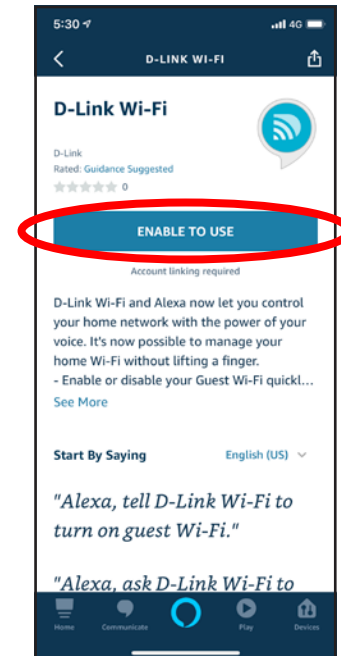 5:30
4G
D-LINK WI-FI
D-Link Wi-Fi
D-Link
Rated: Guidance Suggested
0
ENABLE TO USE
Account linking required
D-Link Wi-Fi and Alexa now let you control
your home network with the power of your
voice. It's now possible to manage your
home Wi-Fi without lifting a finger.
- Enable or disable your Guest Wi-Fi quickl...
See More
Start By Saying English (US)
"Alexa, tell D-Link Wi-Fi to
turn on guest Wi-Fi."
"Alexa, ask D-Link Wi-Fi to
Home Communicate Play Devices